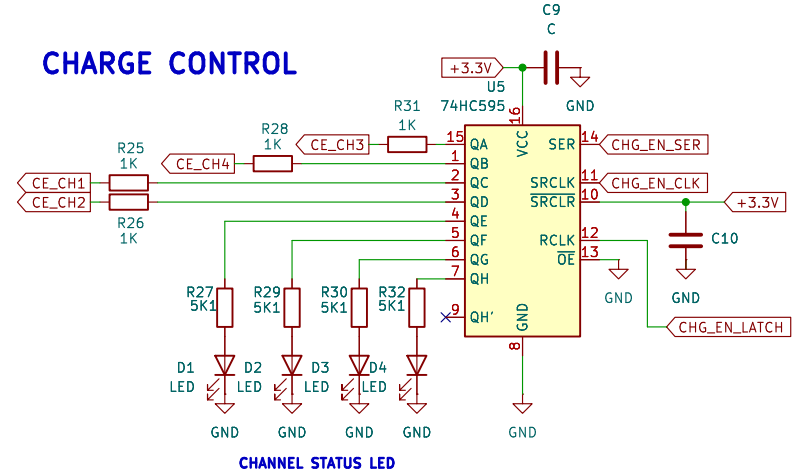 C9
C
CHARGE CONTROL
+3.3V
U5
74HC595
GND
R31
1K
16
VCC
R28
1K
CE_CH3
15
QA
SER
14
CHG_EN_SER
R25
1K
CE_CH4
1
QB
CE_CH1
2
QC
SRCLK
11
CHG_EN_CLK
CE_CH2
3
QD
SRCLR
10
+3.3V
R26
1K
4
QE
5
QF
RCLK
12
C10
6
QG
OE
13
7
QH
GND
GND
R27
5K1
R29
5K1
R30
5K1
R32
5K1
9
QH'
GND
8
CHG_EN_LATCH
D1
LED
D2
LED
D3
LED
D4
LED
GND
GND
GND
GND
GND
CHANNEL STATUS LED